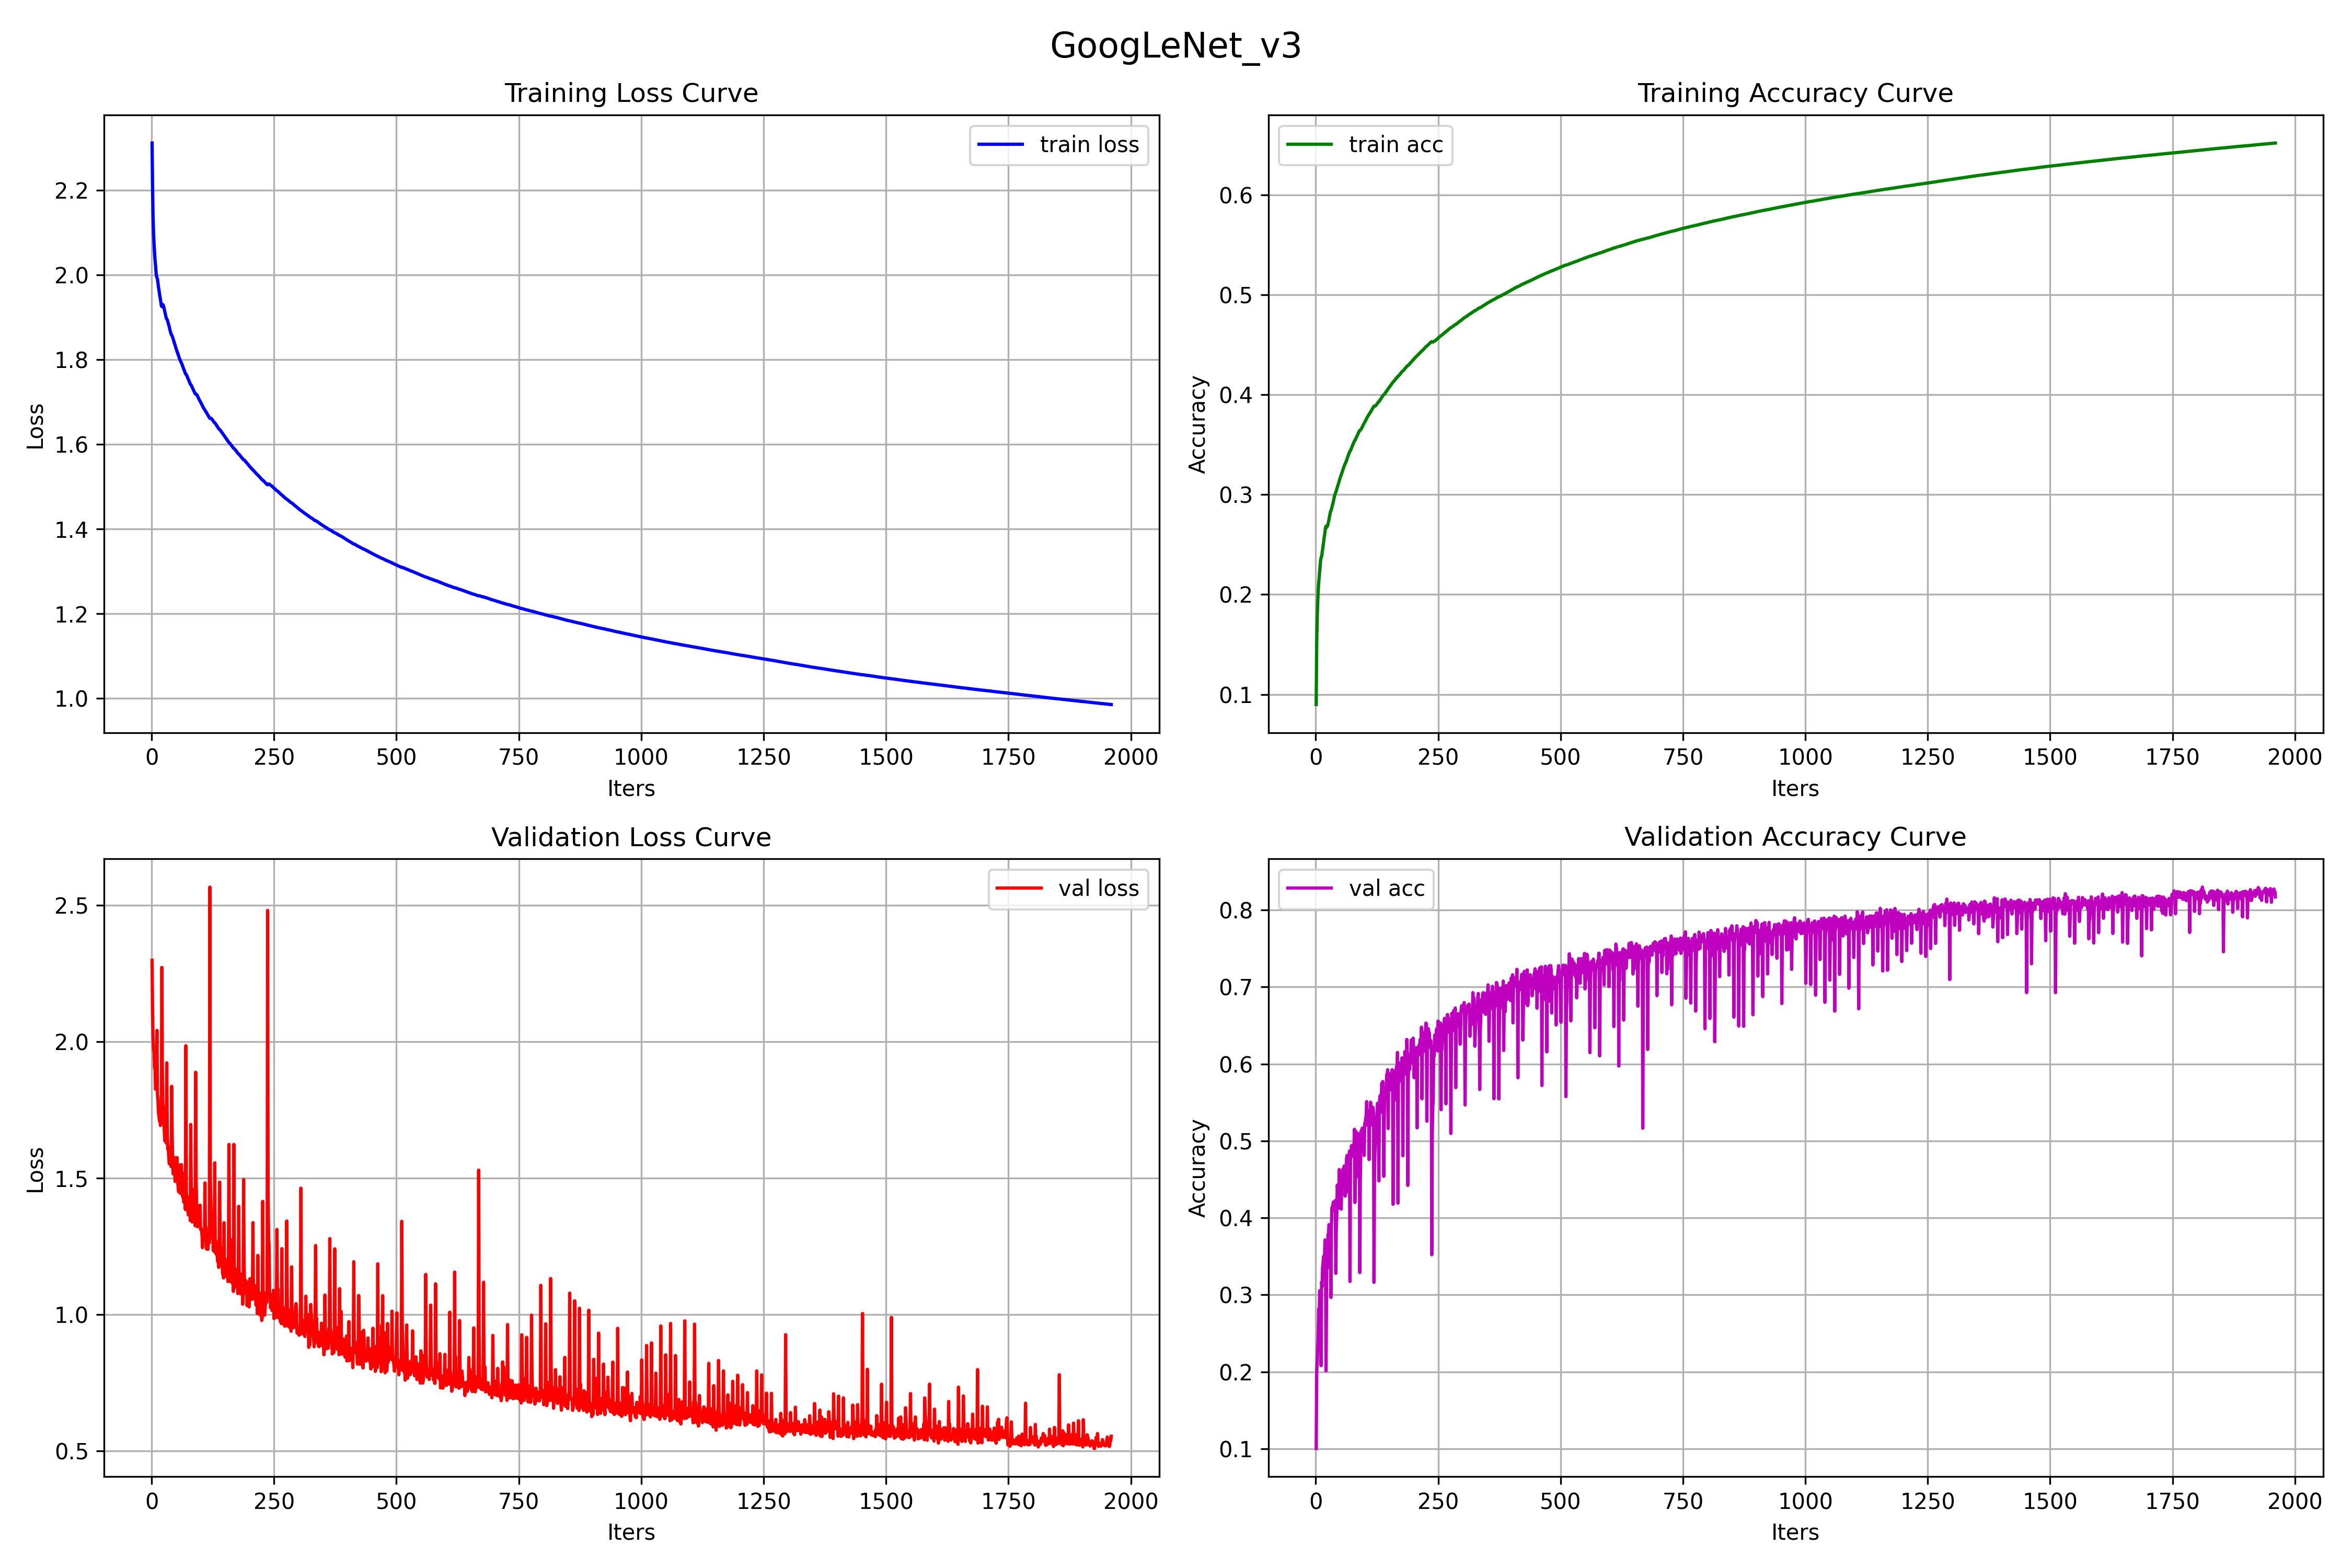 GoogLeNet_v3
Training Loss Curve
train loss
Loss
2.2
2.0
1.8
1.6
1.4
1.2
1.0
0 250 500 750 1000 1250 1500 1750 2000
Iters
Training Accuracy Curve
train acc
Accuracy
0.6
0.5
0.4
0.3
0.2
0.1
0 250 500 750 1000 1250 1500 1750 2000
Iters
Validation Loss Curve
val loss
Loss
2.5
2.0
1.5
1.0
0.5
0 250 500 750 1000 1250 1500 1750 2000
Iters
Validation Accuracy Curve
val acc
Accuracy
0.8
0.7
0.6
0.5
0.4
0.3
0.2
0.1
0 250 500 750 1000 1250 1500 1750 2000
Iters